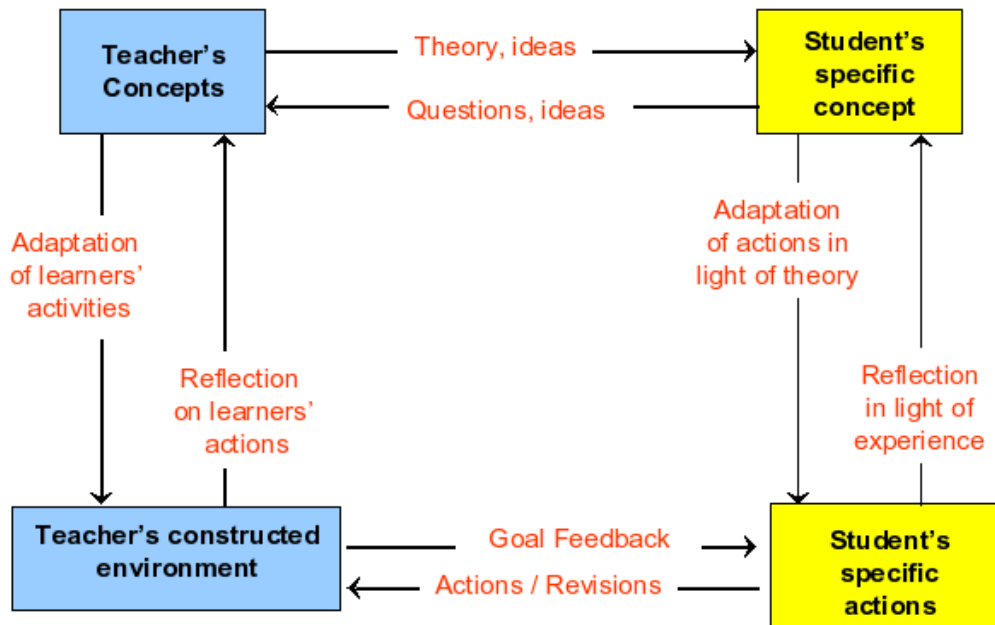 Teacher's
Concepts
Theory, ideas
Questions, ideas
Student's
specific
concept
Adaptation
of learners'
activities
Reflection
on learners'
actions
Adaptation
of actions in
light of theory
Reflection
in light of
experience
Teacher's constructed
environment
Goal Feedback
Actions / Revisions
Student's
specific
actions